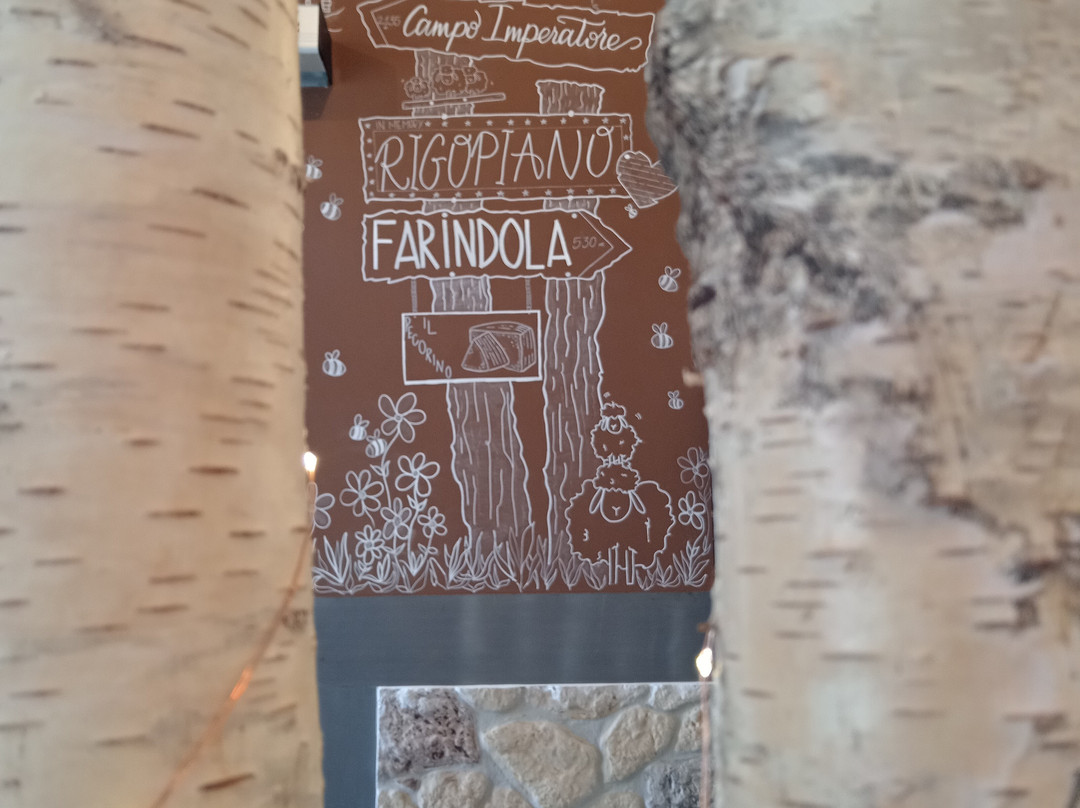 Campo Imperatore
IN MEMORY
RIGOPIANO
FARINDOLA 530 m
IL
PECORINO